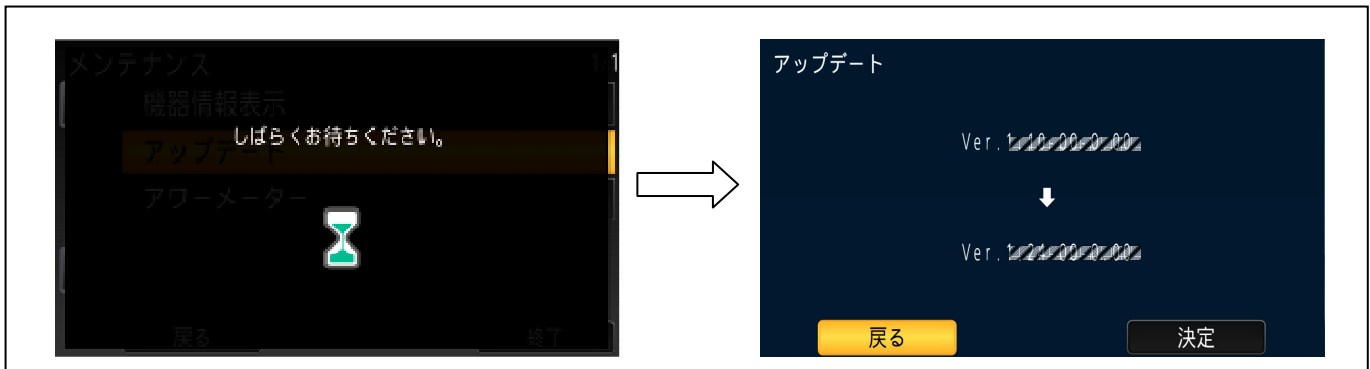 メンテナンス
1/1
機器情報表示
しばらくお待ちください。
アップデート
アワーメーター
戻る
終了
アップデート
Ver.
Ver.
戻る
決定